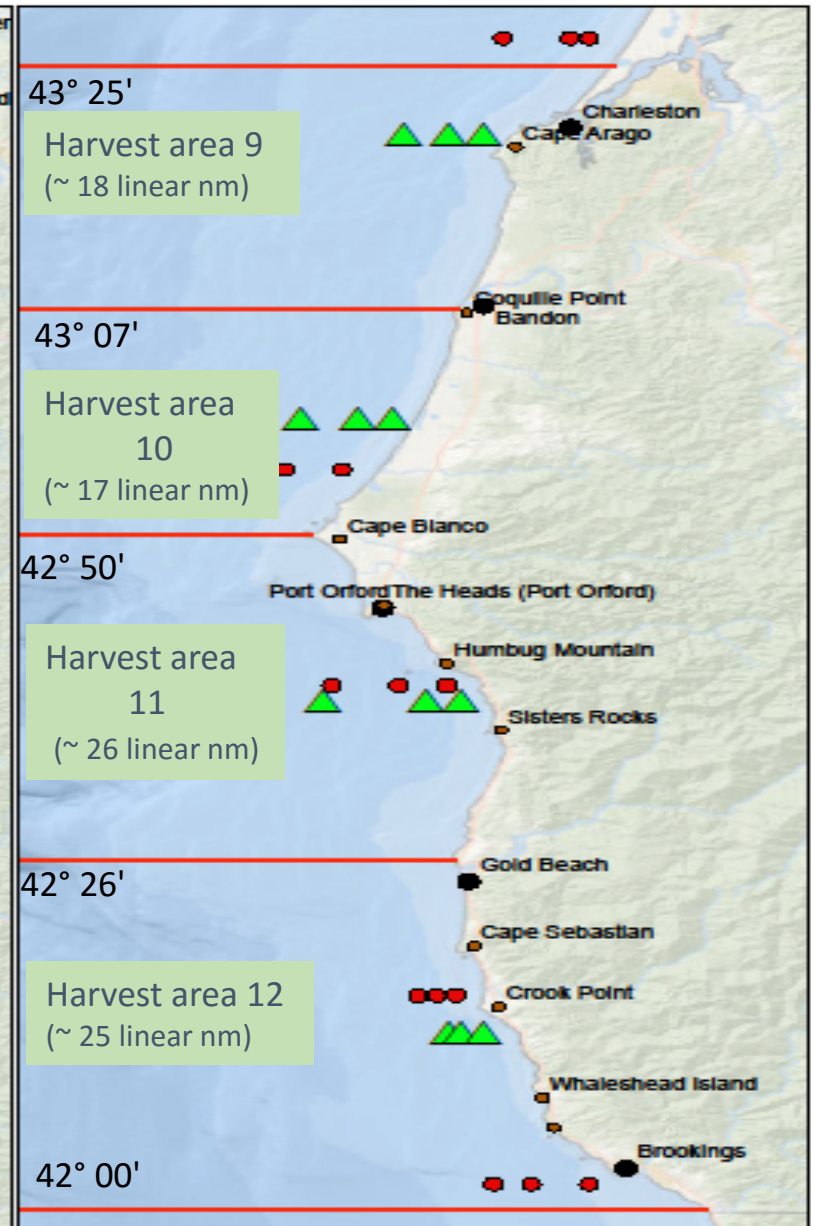 er
d
43° 25'
Charleston
Cape Arago
Harvest area 9
(~ 18 linear nm)
Coquille Point
Bandon
43° 07'
Harvest area
10
(~ 17 linear nm)
Cape Blanco
42° 50'
Port Orford The Heads (Port Orford)
Humbug Mountain
Harvest area
11
(~ 26 linear nm)
Sisters Rocks
Gold Beach
42° 26'
Cape Sebastian
Harvest area 12
(~ 25 linear nm)
Crook Point
Whaleshead Island
Brookings
42° 00'